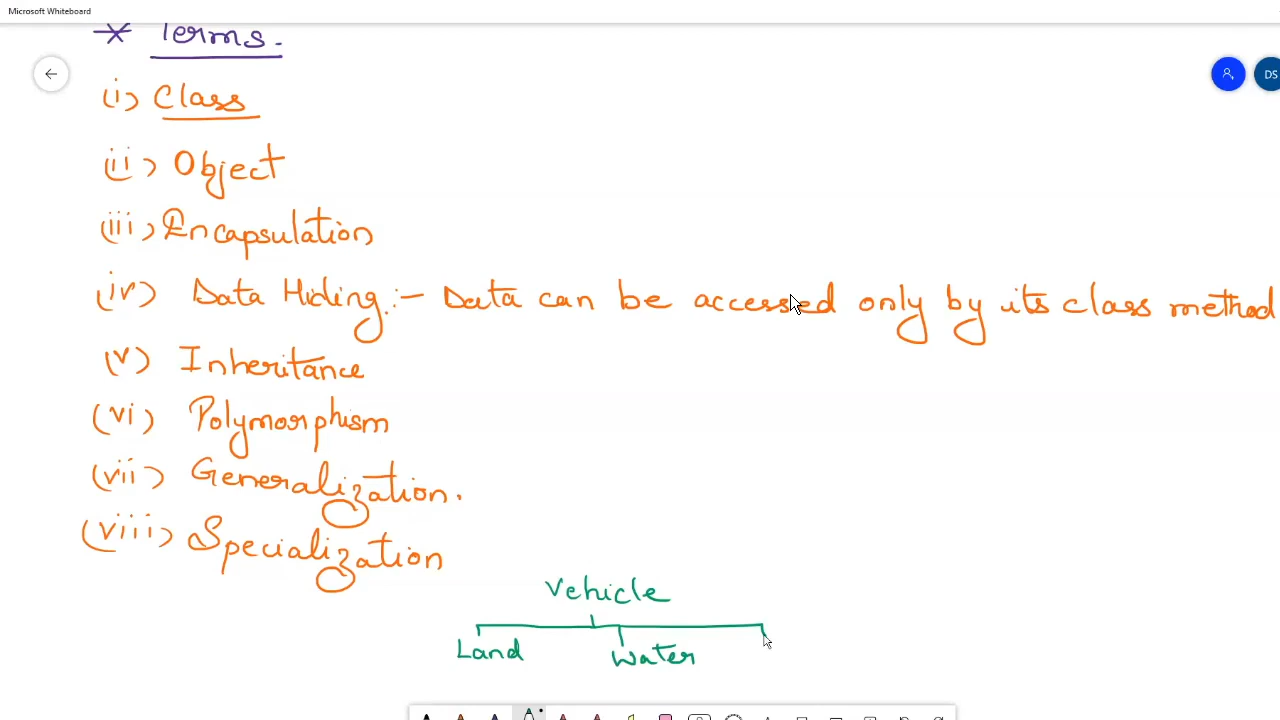 Microsoft Whiteboard
* Terms.
(i) Class
DS
(ii) Object
(iii) Encapsulation
(iv) Data Hiding :- Data can be accessed only by its class method
(v) Inheritance
(vi) Polymorphism
(vii) Generalization.
(viii) Specialization
Vehicle
Land Water